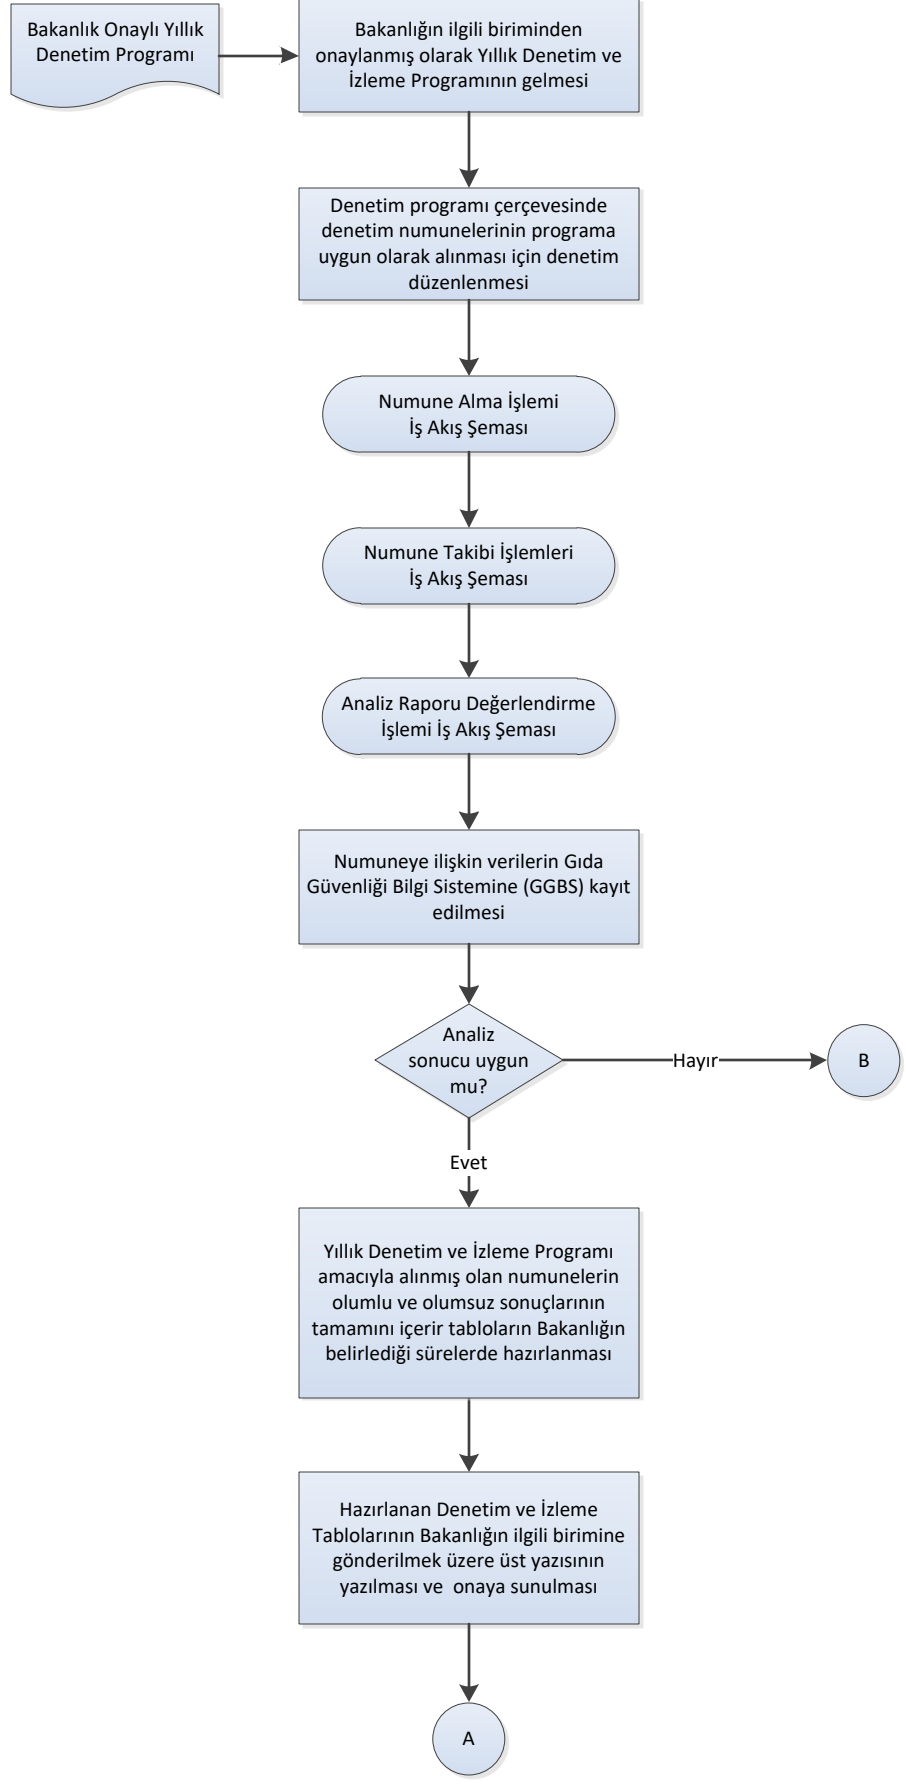 Bakanlık Onaylı Yıllık
Denetim Programı
Bakanlığın ilgili biriminden
onaylanmış olarak Yıllık Denetim ve
İzleme Programının gelmesi
Denetim programı çerçevesinde
denetim numunelerinin programa
uygun olarak alınması için denetim
düzenlenmesi
Numune Alma İşlemi
İş Akış Şeması
Numune Takibi İşlemleri
İş Akış Şeması
Analiz Raporu Değerlendirme
İşlemi İş Akış Şeması
Numuneye ilişkin verilerin Gıda
Güvenliği Bilgi Sistemine (GGBS) kayıt
edilmesi
Analiz
sonucu uygun
mu?
Hayır
B
Evet
Yıllık Denetim ve İzleme Programı
amacıyla alınmış olan numunelerin
olumlu ve olumsuz sonuçlarının
tamamını içerir tabloların Bakanlığın
belirlediği sürelerde hazırlanması
Hazırlanan Denetim ve İzleme
Tablolarının Bakanlığın ilgili birimine
gönderilmek üzere üst yazısının
yazılması ve  onaya sunulması
A